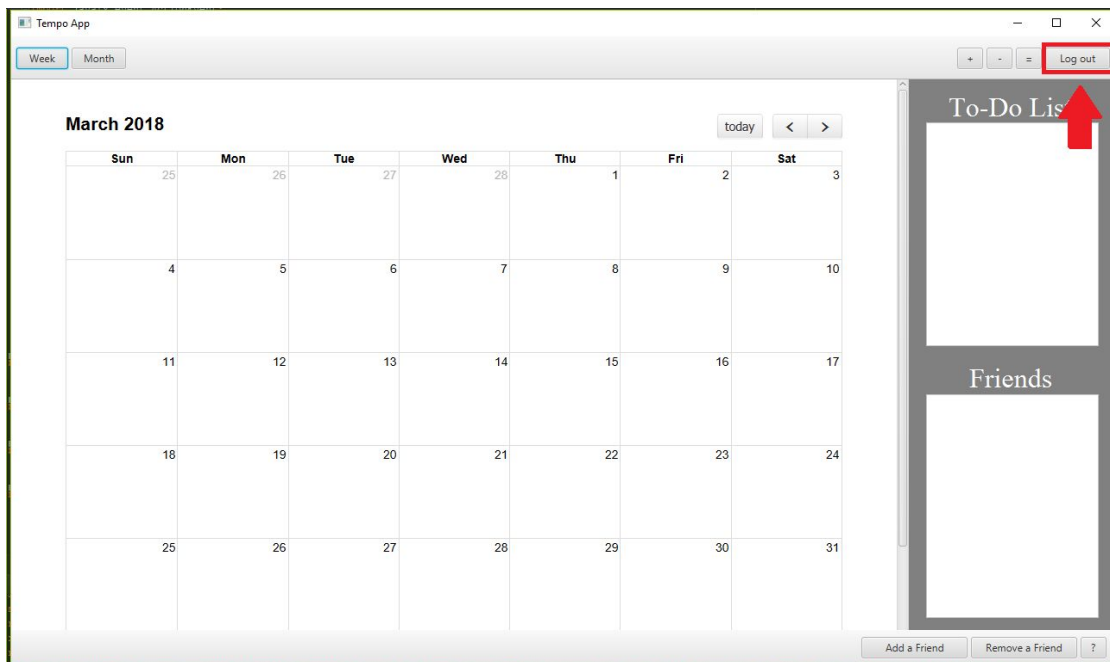 Tempo App
Week Month + - = Log out
March 2018 today < >
Sun Mon Tue Wed Thu Fri Sat
25 26 27 28 1 2 3
4 5 6 7 8 9 10
11 12 13 14 15 16 17
18 19 20 21 22 23 24
25 26 27 28 29 30 31
To-Do Lis
Friends
Add a Friend Remove a Friend ?